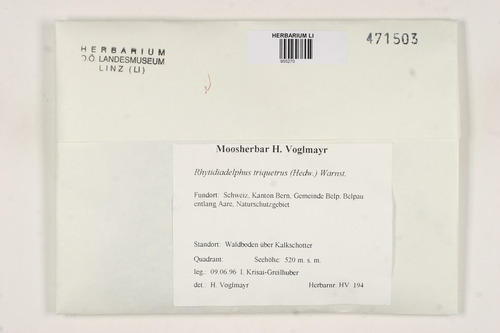 HERBARIUM
O.Ö. LANDESMUSEUM
LINZ (LI)
HERBARIUM LI
471503
Moosherbar H. Voglmayr
Rhytidiadelphus triquetrus (Hedw.) Warnst.
Fundort: Schweiz, Kanton Bern, Gemeinde Belp. Belpau
entlang Aare, Naturschutzgebiet
Standort: Waldboden über Kalkschotter
Quadrant: Seehöhe: 520 m. s. m.
leg.: 09.06.96 I. Krisai-Greilhuber
det.: H. Voglmayr Herbarnr. HV 194